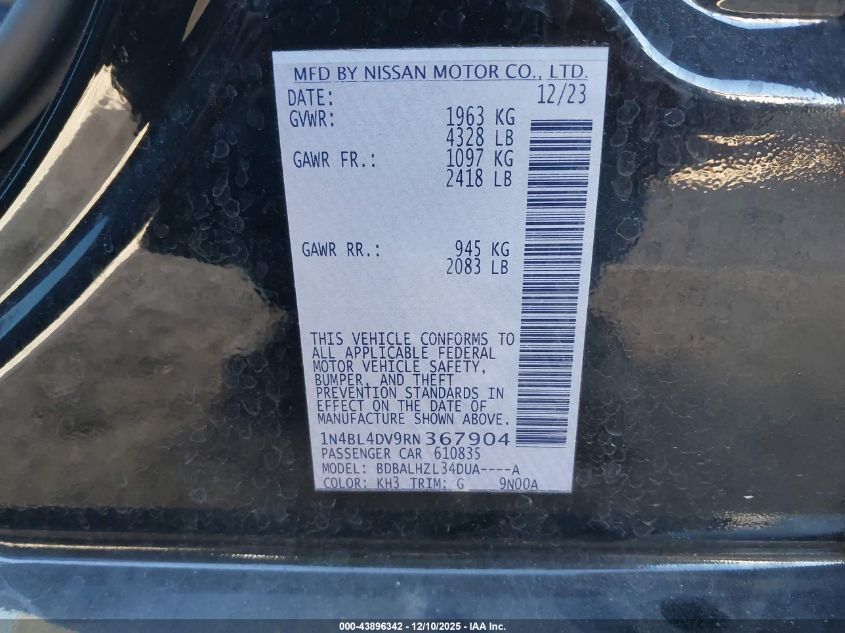 MFD BY NISSAN MOTOR CO., LTD.
DATE: 12/23
GVWR: 1963 KG
4328 LB
GAWR FR.: 1097 KG
2418 LB
GAWR RR.: 945 KG
2083 LB
THIS VEHICLE CONFORMS TO
ALL APPLICABLE FEDERAL
MOTOR VEHICLE SAFETY,
BUMPER, AND THEFT
PREVENTION STANDARDS IN
EFFECT ON THE DATE OF
MANUFACTURE SHOWN ABOVE.
1N4BL4DV9RN367904
PASSENGER CAR 610835
MODEL: BDBALHZL34DUA----A
COLOR: KH3 TRIM: G 9N00A
000-43896342 — 12/10/2025 — IAA Inc.